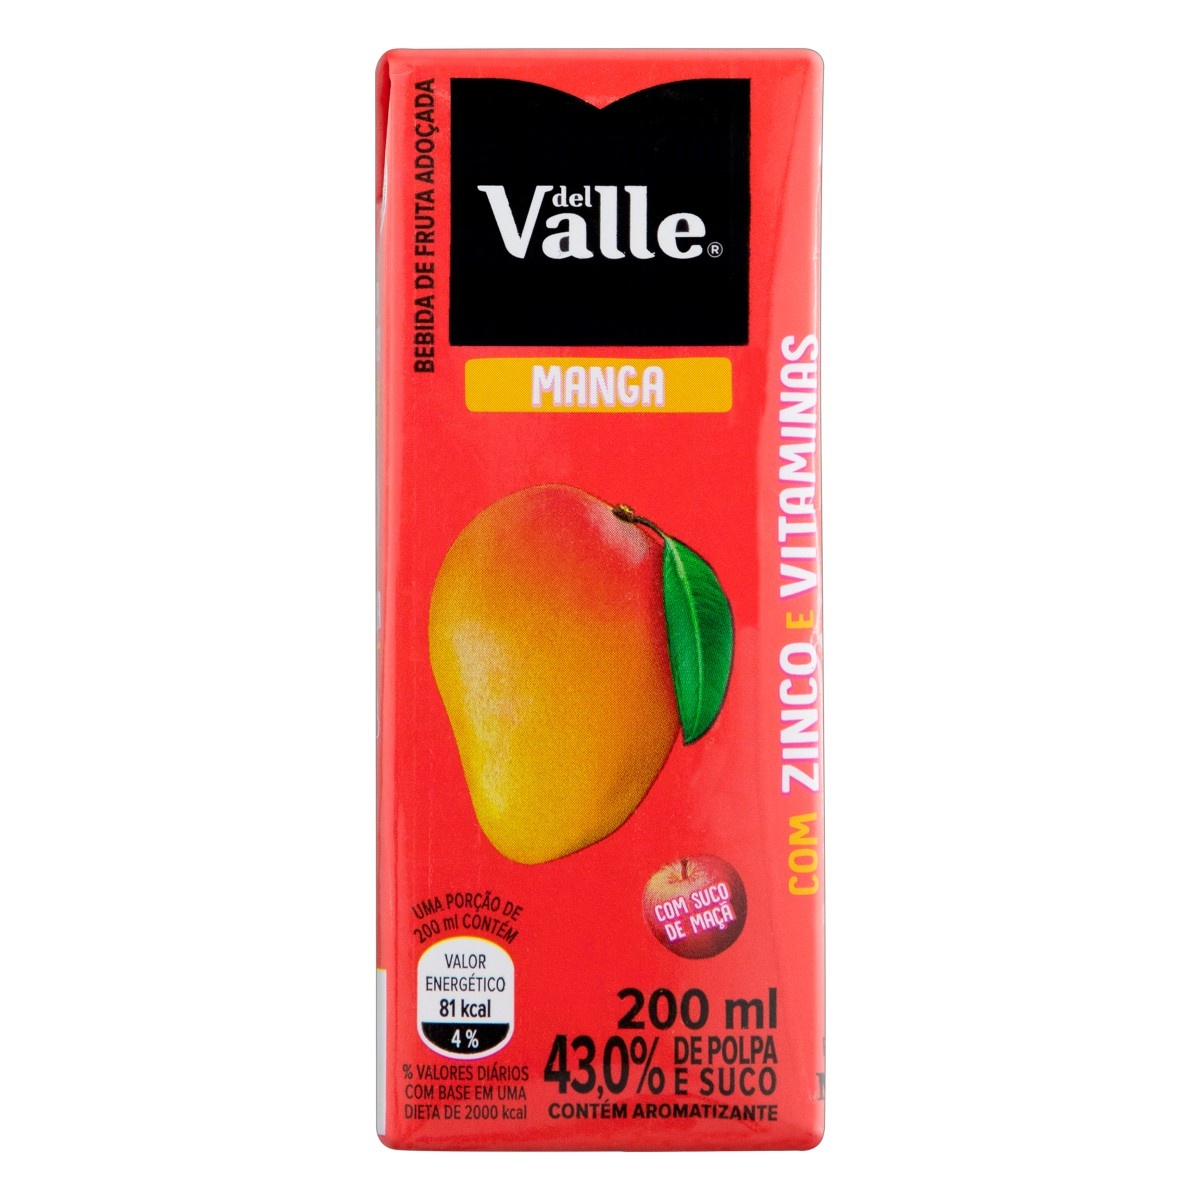 BEBIDA DE FRUTA ADOÇADA
del
Valle®
MANGA
COM ZINCO E VITAMINAS
COM SUCO
DE MAÇÃ
UMA PORÇÃO DE
200 ml CONTÉM
VALOR
ENERGÉTICO
81 kcal
4%
% VALORES DIÁRIOS
COM BASE EM UMA
DIETA DE 2000 kcal
200 ml
43,0% DE POLPA
E SUCO
CONTÉM AROMATIZANTE